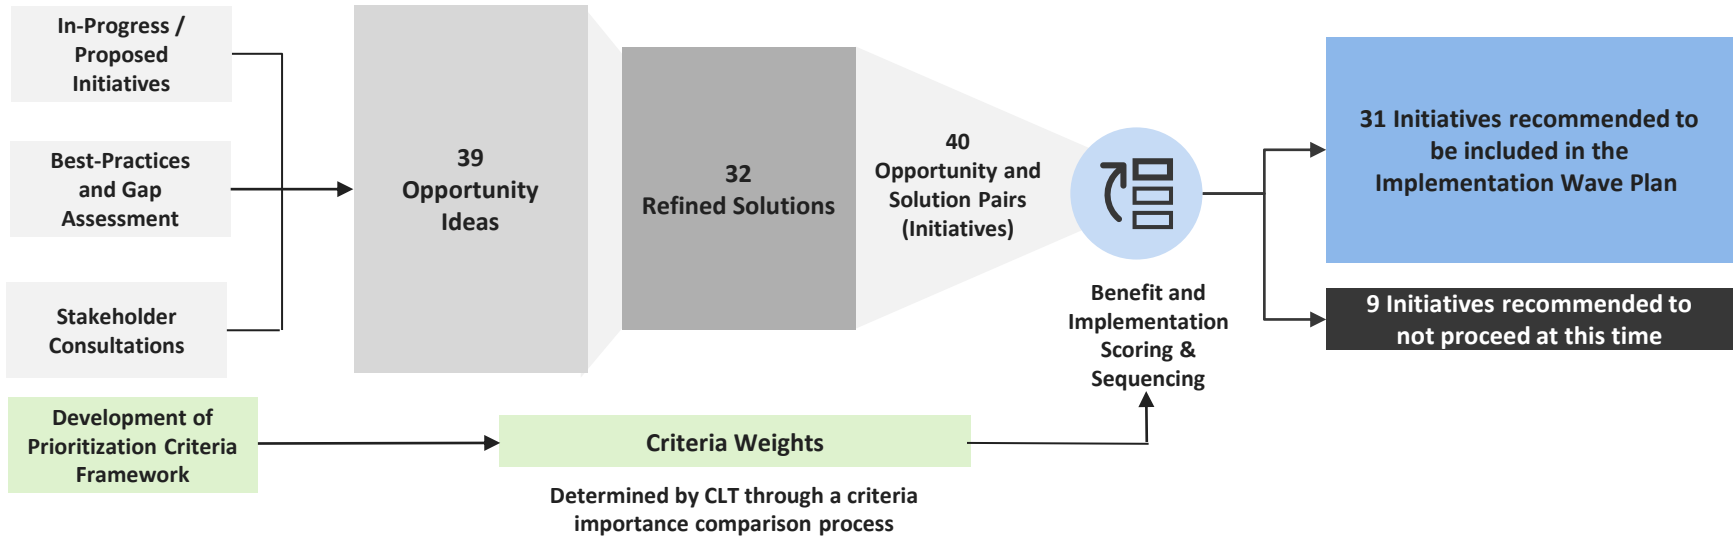 In-Progress /
Proposed
Initiatives
Best-Practices
and Gap
Assessment
Stakeholder
Consultations
39
Opportunity
Ideas
32
Refined Solutions
40
Opportunity and
Solution Pairs
(Initiatives)
Benefit and
Implementation
Scoring &
Sequencing
31 Initiatives recommended to
be included in the
Implementation Wave Plan
9 Initiatives recommended to
not proceed at this time
Development of
Prioritization Criteria
Framework
Criteria Weights
Determined by CLT through a criteria
importance comparison process